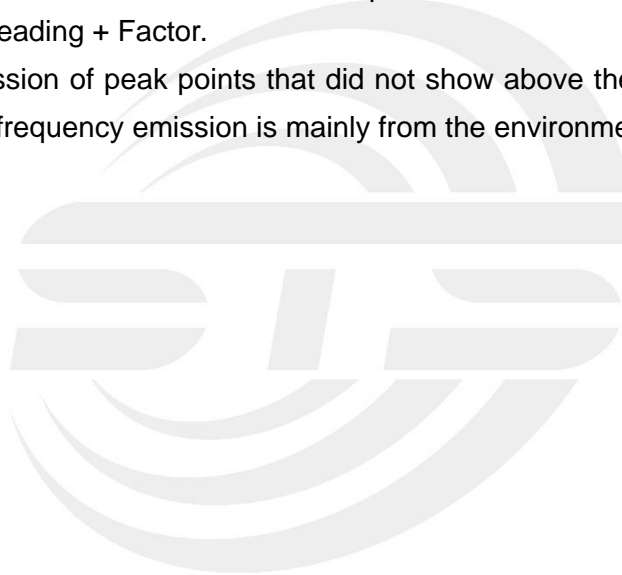 eading + Factor.
ssion of peak points that did not show above the
frequency emission is mainly from the environme
STS